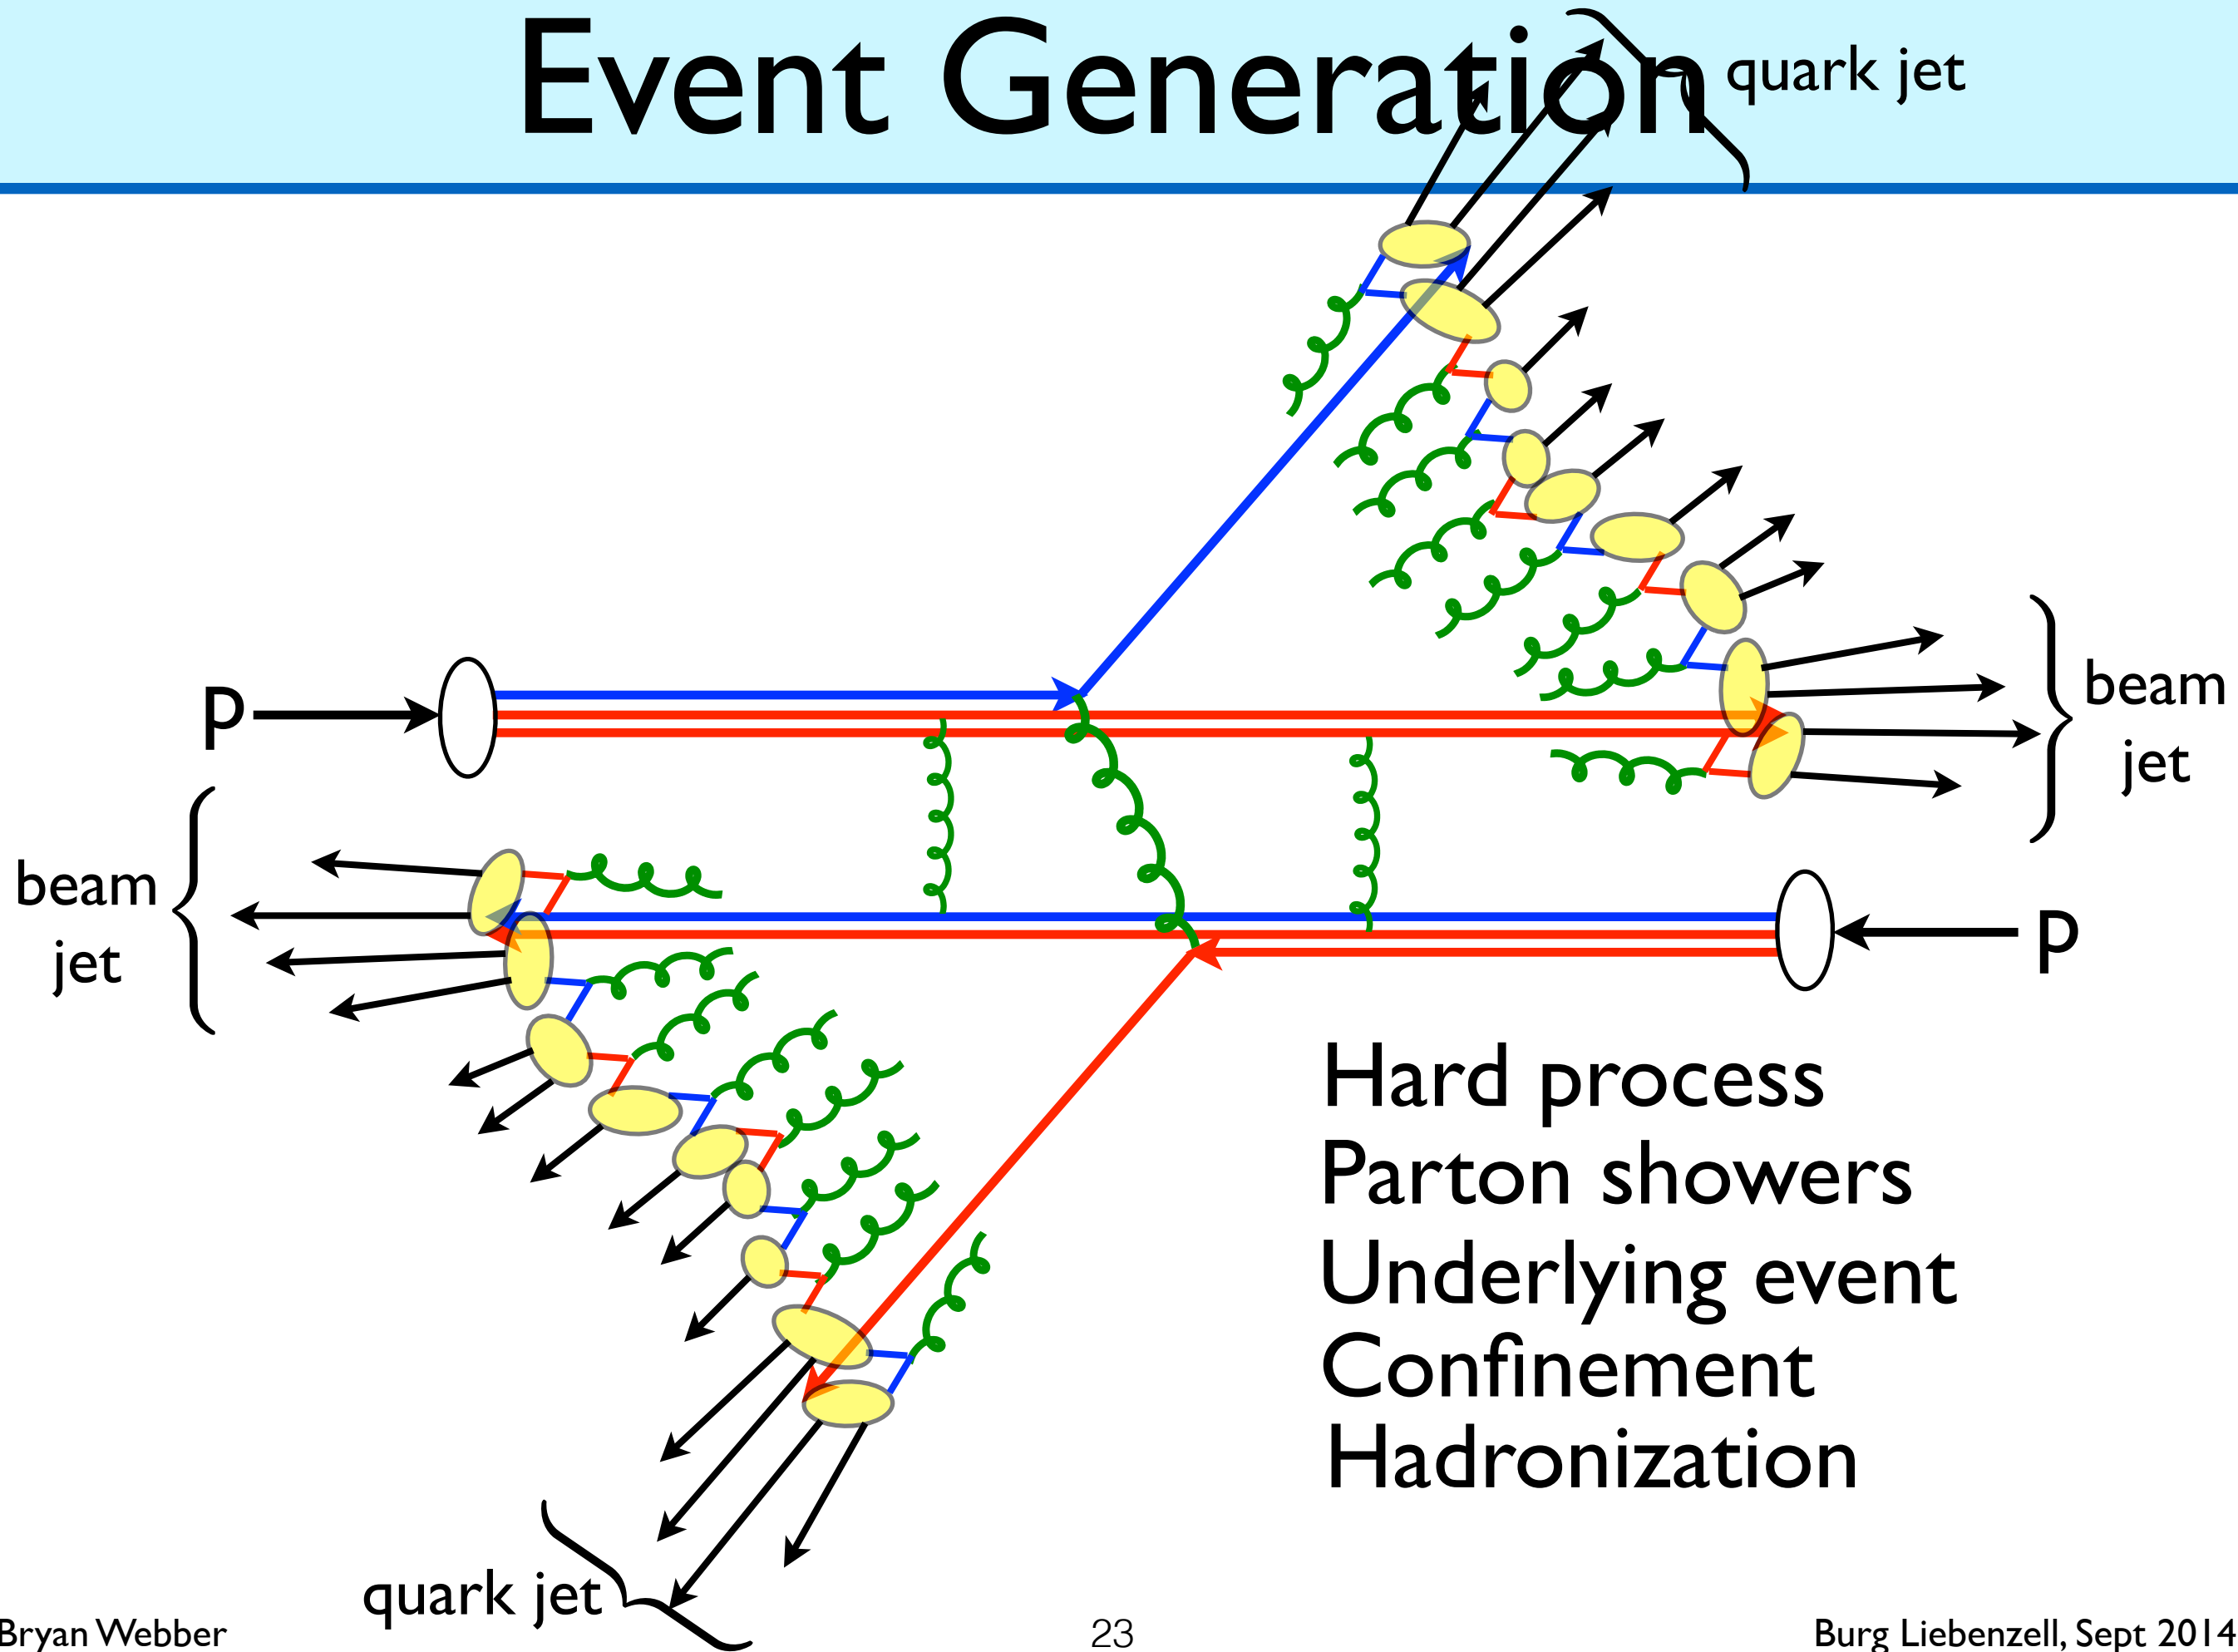 Event Generation
quark jet
p
beam
jet
beam
jet
p
Hard process
Parton showers
Underlying event
Confinement
Hadronization
quark jet
Bryan Webber
23
Burg Liebenzell, Sept 2014